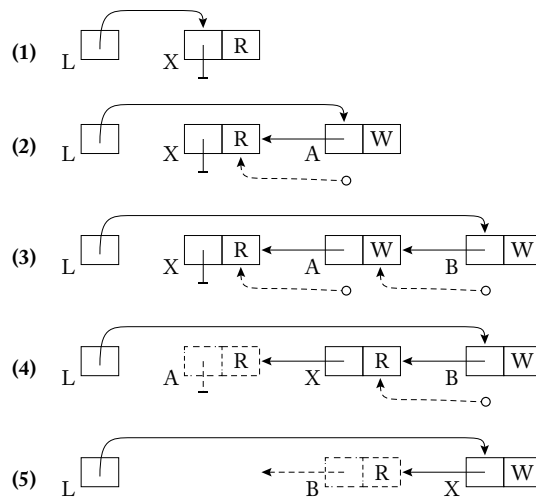 (1) L X R
(2) L X R A W
(3) L X R A W B W
(4) L A R X R B W
(5) L B R X W